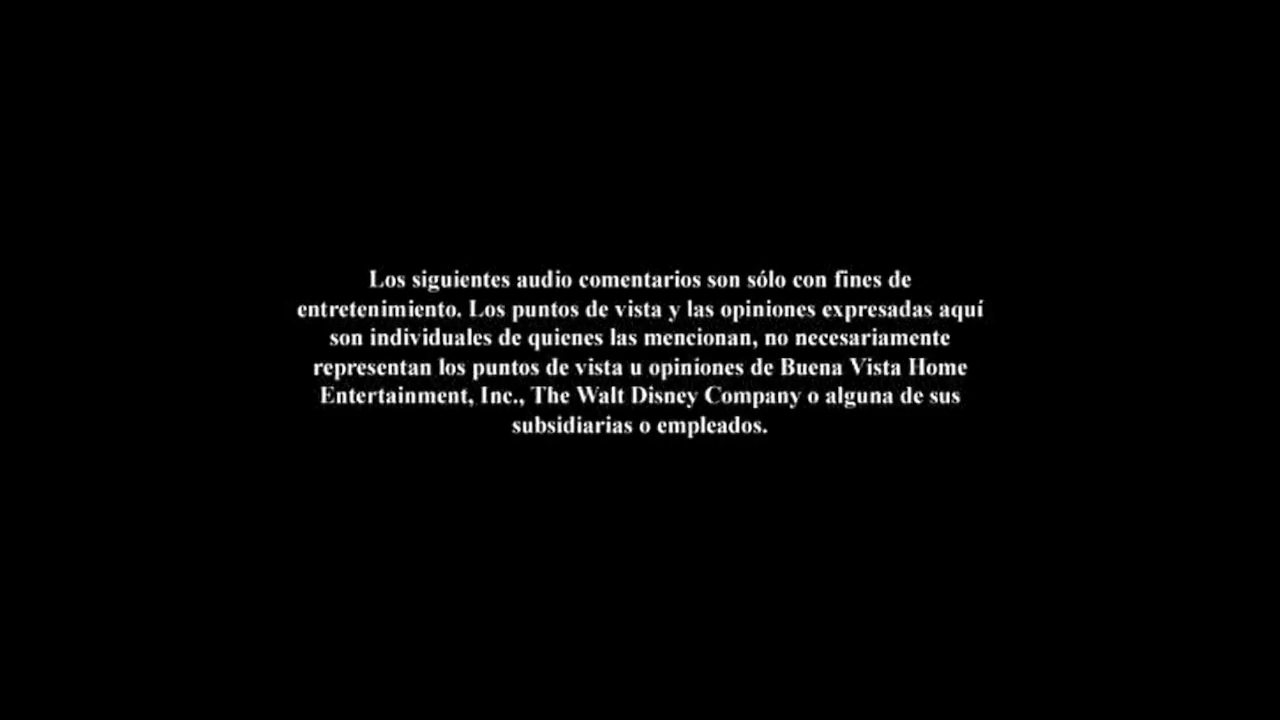 Los siguientes audio comentarios son sólo con fines de
entretenimiento. Los puntos de vista y las opiniones expresadas aquí
son individuales de quienes las mencionan, no necesariamente
representan los puntos de vista u opiniones de Buena Vista Home
Entertainment, Inc., The Walt Disney Company o alguna de sus
subsidiarias o empleados.